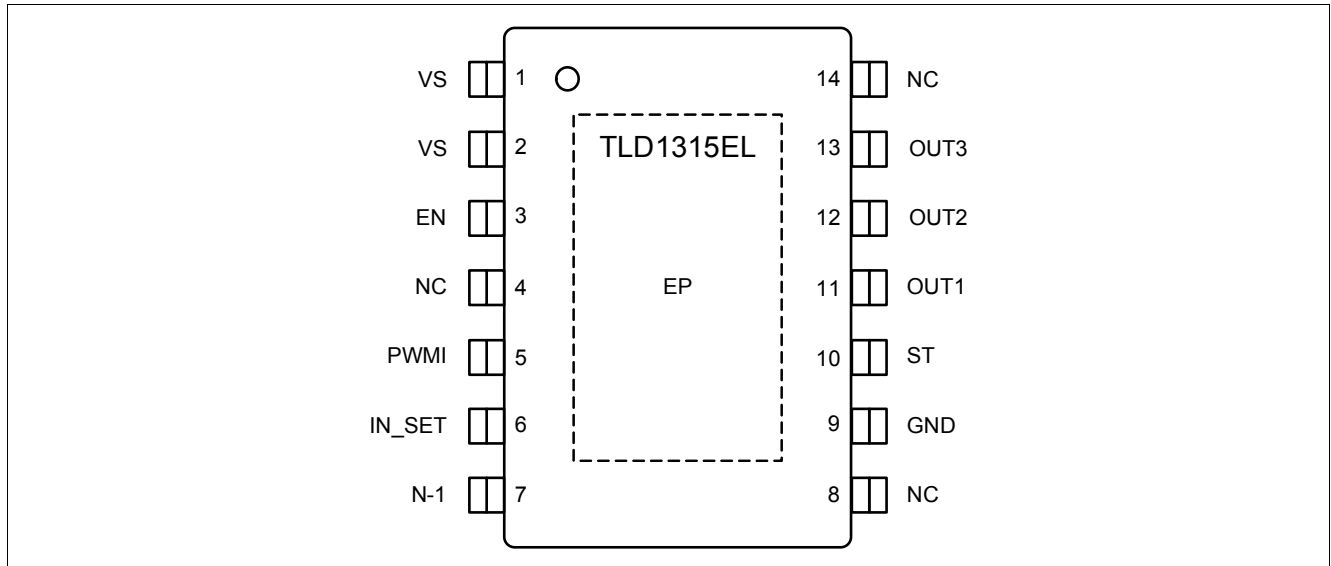 VS 1 14 NC
VS 2 TLD1315EL 13 OUT3
EN 3 12 OUT2
NC 4 EP 11 OUT1
PWMI 5 10 ST
IN_SET 6 9 GND
N-1 7 8 NC